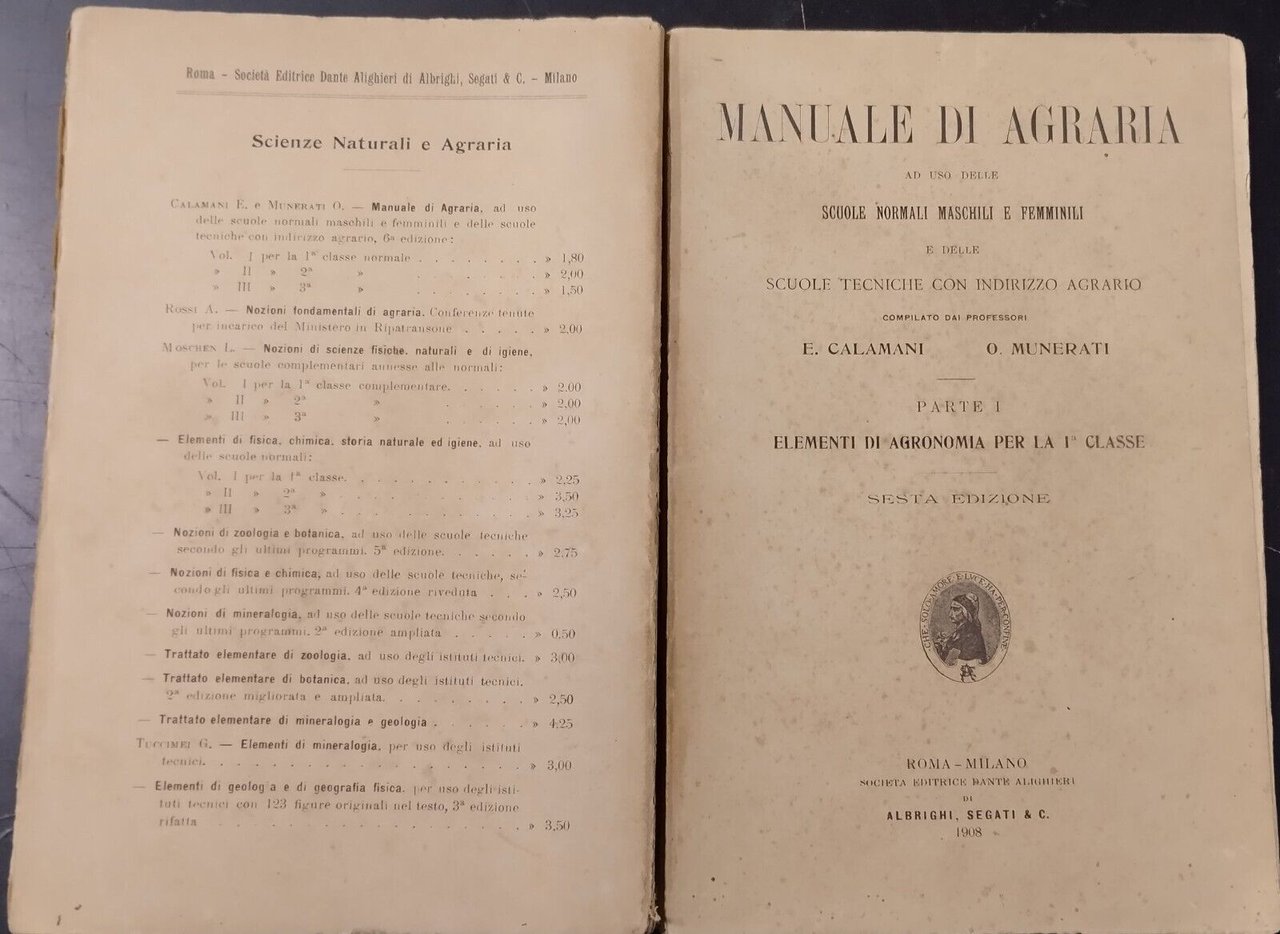 Roma - Società Editrice Dante Alighieri di Albrighi, Segati & C. - Milano
Scienze Naturali e Agraria
CALAMANI E. e MUNERATI O. — Manuale di Agraria, ad uso
delle scuole normali maschili e femminili e delle scuole
tecniche con indirizzo agrario, 6ª edizione:
Vol. I per la 1ª classe normale . . . . . . . . » 1,80
» II » 2ª » . . . . . . » 2,00
» III » 3ª » . . . . . . . . » 1,50
ROSSI A. — Nozioni fondamentali di agraria. Conferenze tenute
per incarico del Ministero in Ripatransone . . . . . » 2,00
MOSCHEN L. — Nozioni di scienze fisiche, naturali e di igiene,
per le scuole complementari annesse alle normali:
Vol. I per la 1ª classe complementare. . . . . . » 2,00
» II » 2ª » . . . . . . » 2,00
» III » 3ª » . . . . . . » 2,00
— Elementi di fisica, chimica, storia naturale ed igiene, ad uso
delle scuole normali:
Vol. I per la 1ª classe. . . . . . . . . . . » 2,25
» II » 2ª » . . . . . . . . . . . » 3,50
» III » 3ª » . . . . . . . . . . . » 3,25
— Nozioni di zoologia e botanica, ad uso delle scuole tecniche
secondo gli ultimi programmi. 5ª edizione. . . . . . » 2,75
— Nozioni di fisica e chimica, ad uso delle scuole tecniche, se-
condo gli ultimi programmi. 4ª edizione riveduta . . . » 2,50
— Nozioni di mineralogia, ad uso delle scuole tecniche secondo
gli ultimi programmi. 2ª edizione ampliata . . . . . » 0,50
— Trattato elementare di zoologia, ad uso degli istituti tecnici. » 3,00
— Trattato elementare di botanica, ad uso degli istituti tecnici.
2ª edizione migliorata e ampliata. . . . . . . . . » 2,50
— Trattato elementare di mineralogia e geologia . . . . . . » 4,25
TUCCIMEI G. — Elementi di mineralogia, per uso degli istituti
tecnici. . . . . . . . . . . . . . . . . . » 3,00
— Elementi di geologia e di geografia fisica, per uso degli isti-
tuti tecnici con 123 figure originali nel testo, 3ª edizione
rifatta . . . . . . . . . . . . . . . . . » 3,50
MANUALE DI AGRARIA
AD USO DELLE
SCUOLE NORMALI MASCHILI E FEMMINILI
E DELLE
SCUOLE TECNICHE CON INDIRIZZO AGRARIO
COMPILATO DAI PROFESSORI
E. CALAMANI O. MUNERATI
PARTE I
ELEMENTI DI AGRONOMIA PER LA 1ª CLASSE
SESTA EDIZIONE
CHE·SOLO·AMORE·E·LVCE·HA·PER·CONFINE
ROMA - MILANO
SOCIETÀ EDITRICE DANTE ALIGHIERI
DI
ALBRIGHI, SEGATI & C.
1908